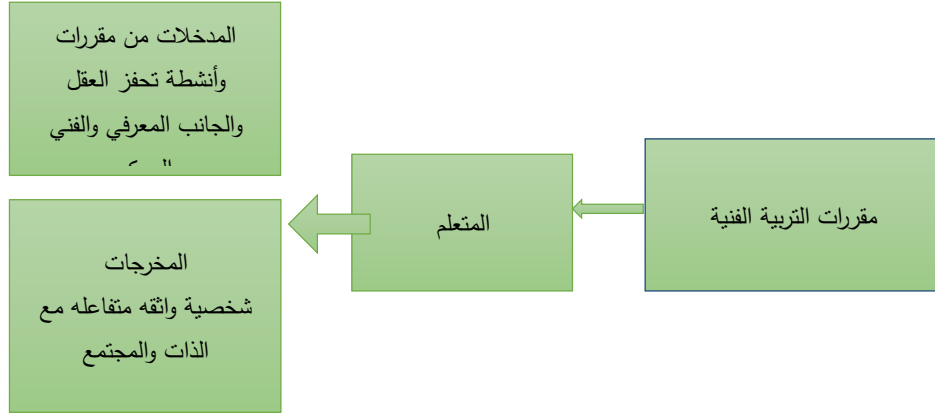 مقررات التربية الفنية
المتعلم
المدخلات من مقررات
وأنشطة تحفز العقل
والجانب المعرفي والفني
المخرجات
شخصية واثقه متفاعله مع
الذات والمجتمع